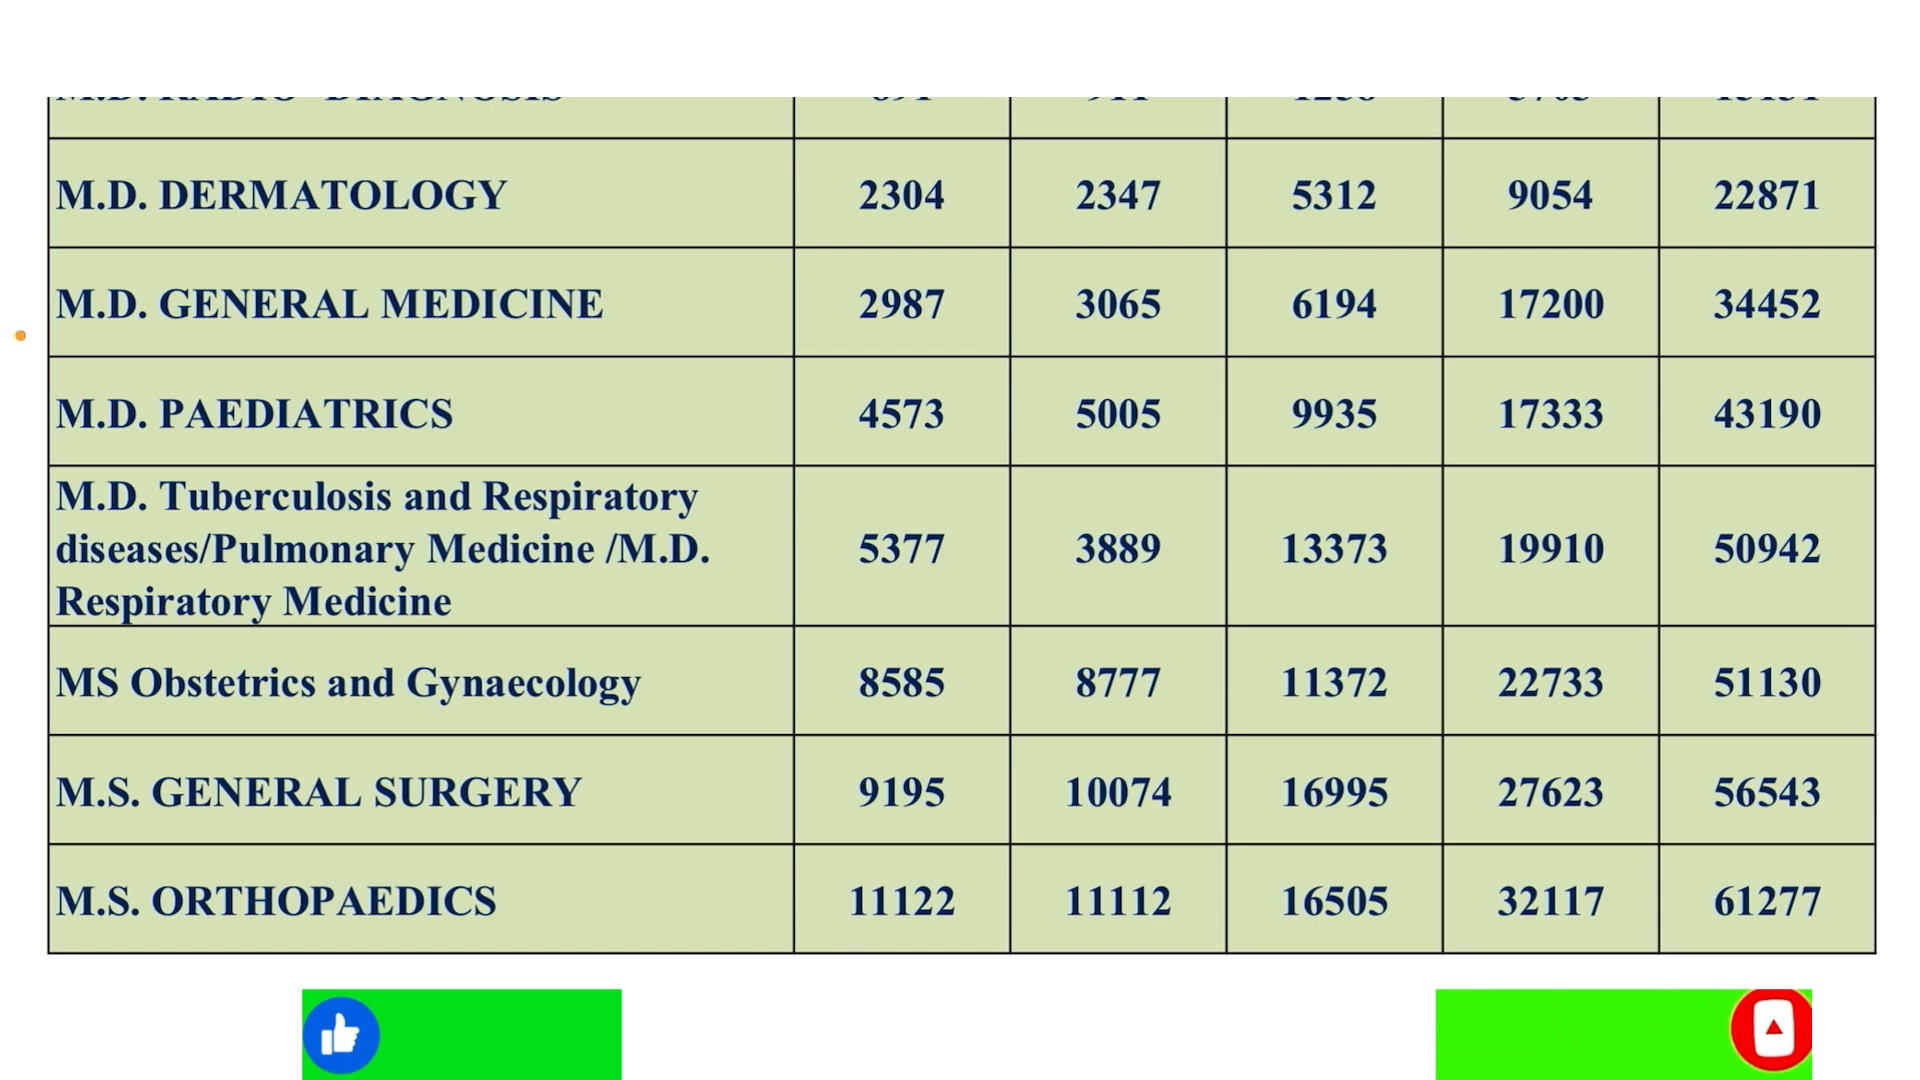 M.D. DERMATOLOGY 2304 2347 5312 9054 22871
M.D. GENERAL MEDICINE 2987 3065 6194 17200 34452
M.D. PAEDIATRICS 4573 5005 9935 17333 43190
M.D. Tuberculosis and Respiratory
diseases/Pulmonary Medicine /M.D.
Respiratory Medicine 5377 3889 13373 19910 50942
MS Obstetrics and Gynaecology 8585 8777 11372 22733 51130
M.S. GENERAL SURGERY 9195 10074 16995 27623 56543
M.S. ORTHOPAEDICS 11122 11112 16505 32117 61277